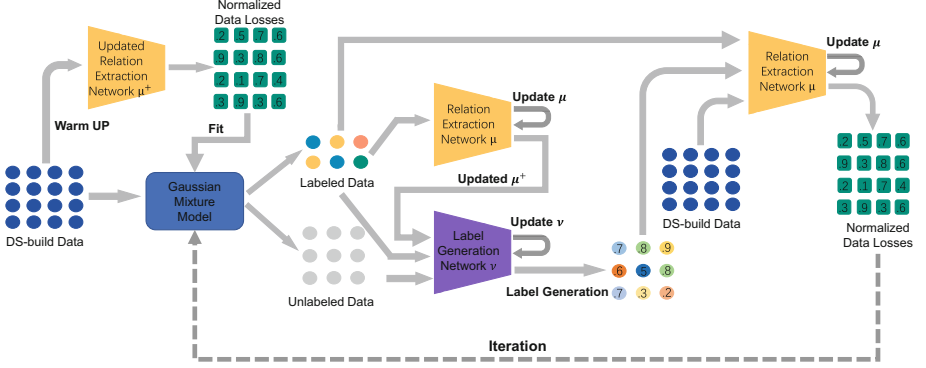 Normalized
Data Losses
.2 .5 .7 .6
.9 .3 .8 .6
.2 .1 .7 .4
.3 .9 .3 .6
Updated
Relation
Extraction
Network μ⁺
Warm UP
Fit
DS-build Data
Gaussian
Mixture
Model
Labeled Data
Unlabeled Data
Relation
Extraction
Network μ
Update μ
Updated μ⁺
Label
Generation
Network ν
Update ν
Label Generation
.7 .8 .9
.6 .5 .8
.7 .3 .2
DS-build Data
Relation
Extraction
Network μ
Update μ
.2 .5 .7 .6
.9 .3 .8 .6
.2 .1 .7 .4
.3 .9 .3 .6
Normalized
Data Losses
Iteration